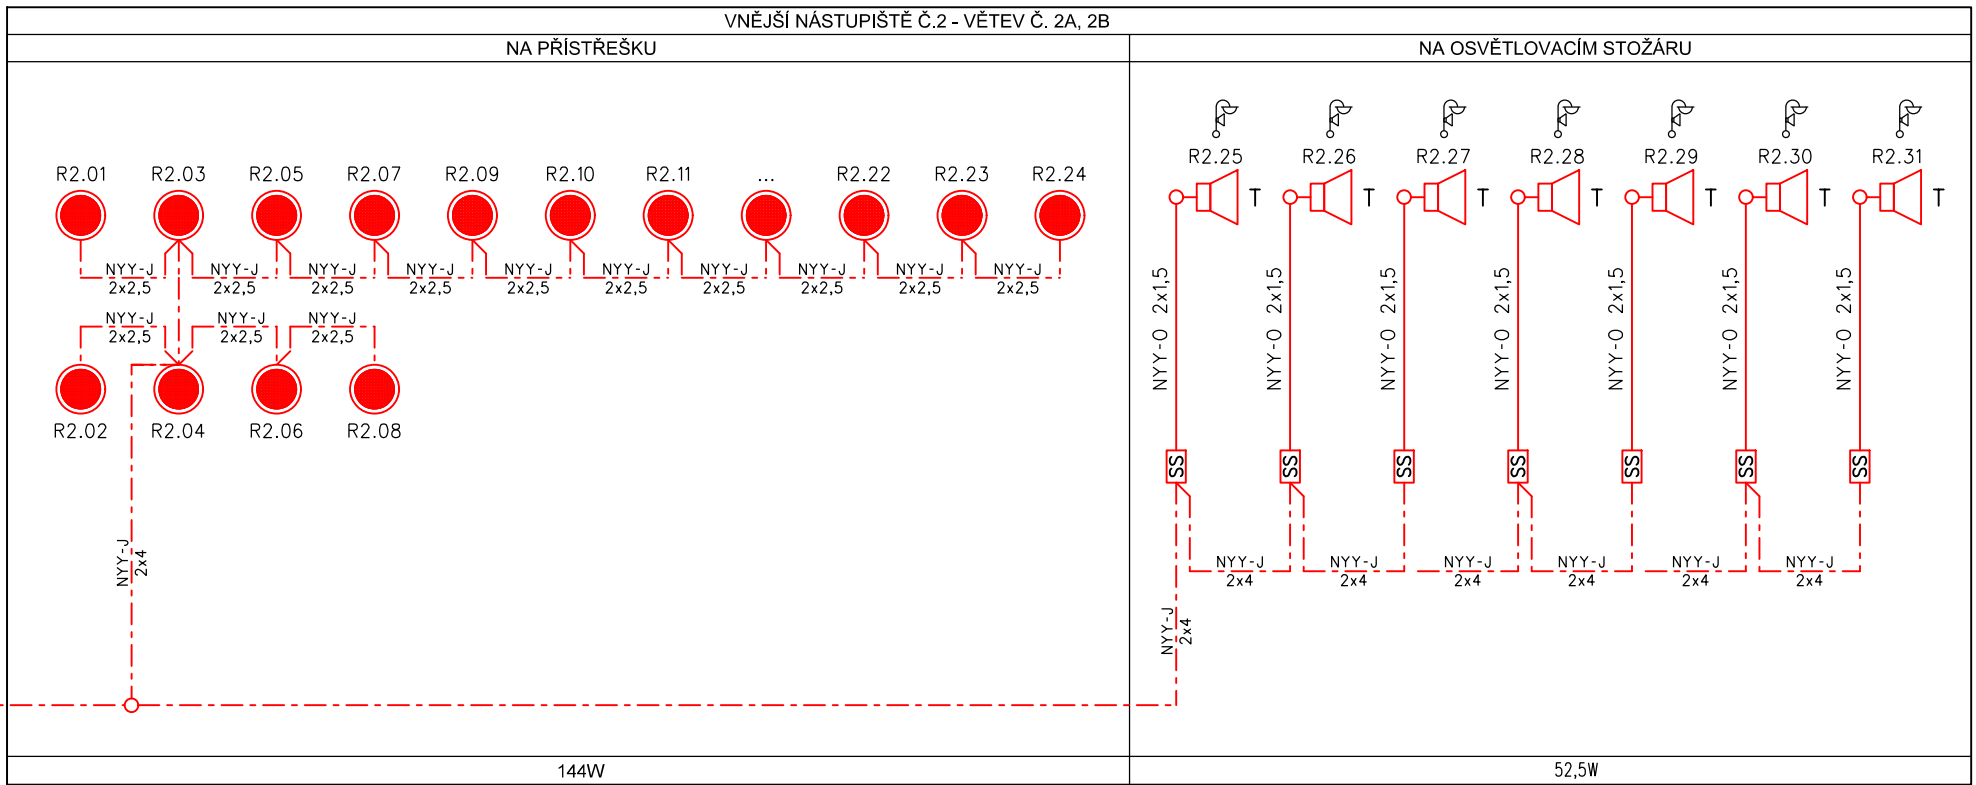 VNĚJŠÍ NÁSTUPIŠTĚ Č.2 - VĚTEV Č. 2A, 2B
NA PŘÍSTŘEŠKU
NA OSVĚTLOVACÍM STOŽÁRU
R2.01 R2.03 R2.05 R2.07 R2.09 R2.10 R2.11 ... R2.22 R2.23 R2.24
NYY-J NYY-J NYY-J NYY-J NYY-J NYY-J NYY-J NYY-J NYY-J NYY-J
2x2,5 2x2,5 2x2,5 2x2,5 2x2,5 2x2,5 2x2,5 2x2,5 2x2,5 2x2,5
NYY-J NYY-J NYY-J
2x2,5 2x2,5 2x2,5
R2.02 R2.04 R2.06 R2.08
NYY-J
2x4
R2.25 R2.26 R2.27 R2.28 R2.29 R2.30 R2.31
T T T T T T T
NYY-O 2x1,5
NYY-O 2x1,5
NYY-O 2x1,5
NYY-O 2x1,5
NYY-O 2x1,5
NYY-O 2x1,5
NYY-O 2x1,5
SS SS SS SS SS SS SS
NYY-J NYY-J NYY-J NYY-J NYY-J NYY-J
2x4 2x4 2x4 2x4 2x4 2x4
NYY-J
2x4
144W
52,5W